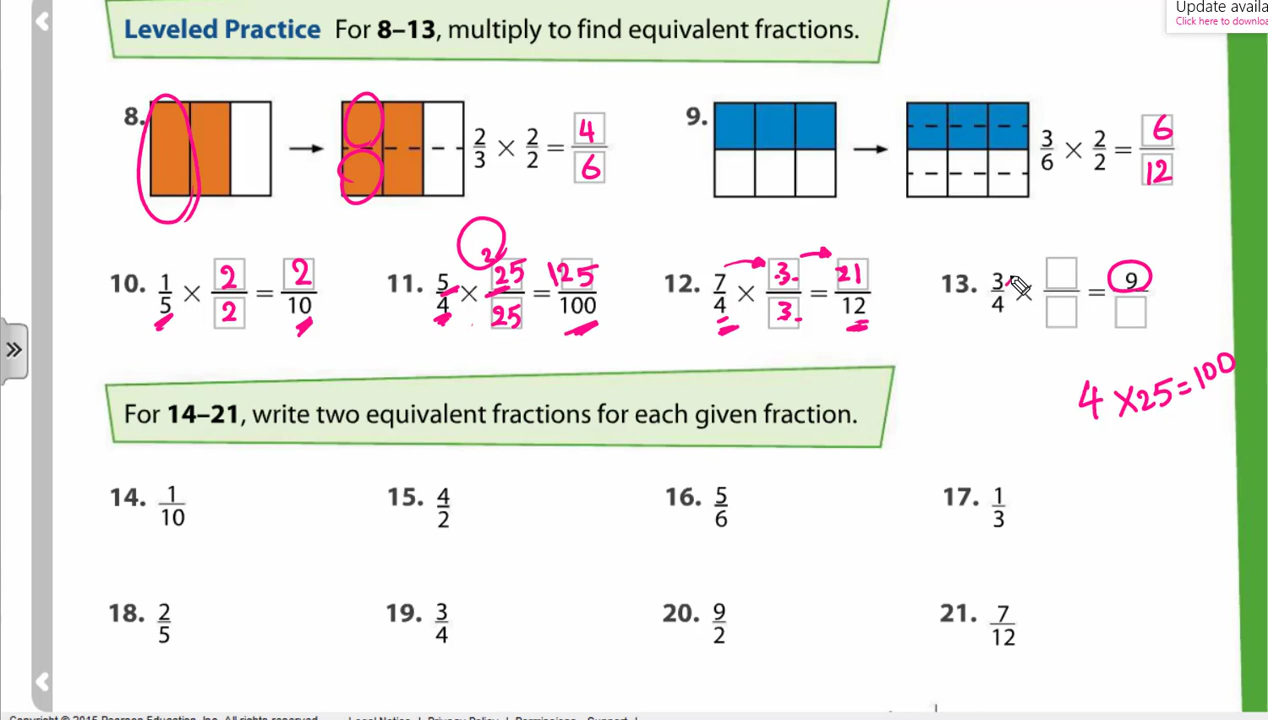 Update availa
Click here to downloa
Leveled Practice For 8–13, multiply to find equivalent fractions.
8. 2/3 × 2/2 = 4/6
9. 3/6 × 2/2 = 6/12
10. 1/5 × 2/2 = 2/10
11. 5/4 × 25/25 = 125/100
2
12. 7/4 × 3/3 = 21/12
13. 3/4 × = 9
4 × 25 = 100
For 14–21, write two equivalent fractions for each given fraction.
14. 1/10
15. 4/2
16. 5/6
17. 1/3
18. 2/5
19. 3/4
20. 9/2
21. 7/12